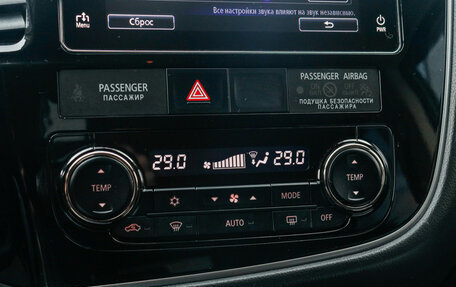 Все настройки звука влияют на звук независимо.
Menu
Сброс
PWR
PASSENGER
ПАССАЖИР
PASSENGER AIRBAG
ON
OFF
ПОДУШКА БЕЗОПАСНОСТИ
ПАССАЖИРА
29.0
29.0
TEMP
TEMP
MODE
AUTO
OFF